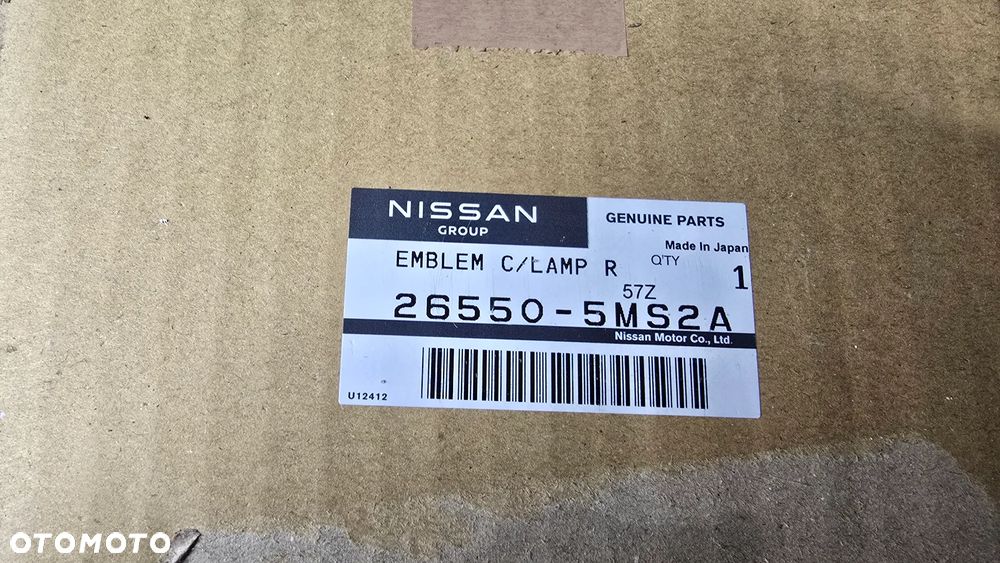 NISSAN
GROUP
GENUINE PARTS
Made In Japan
EMBLEM C/LAMP R
Q'TY
1
57Z
26550-5MS2A
Nissan Motor Co., Ltd.
U12412
OTOMOTO